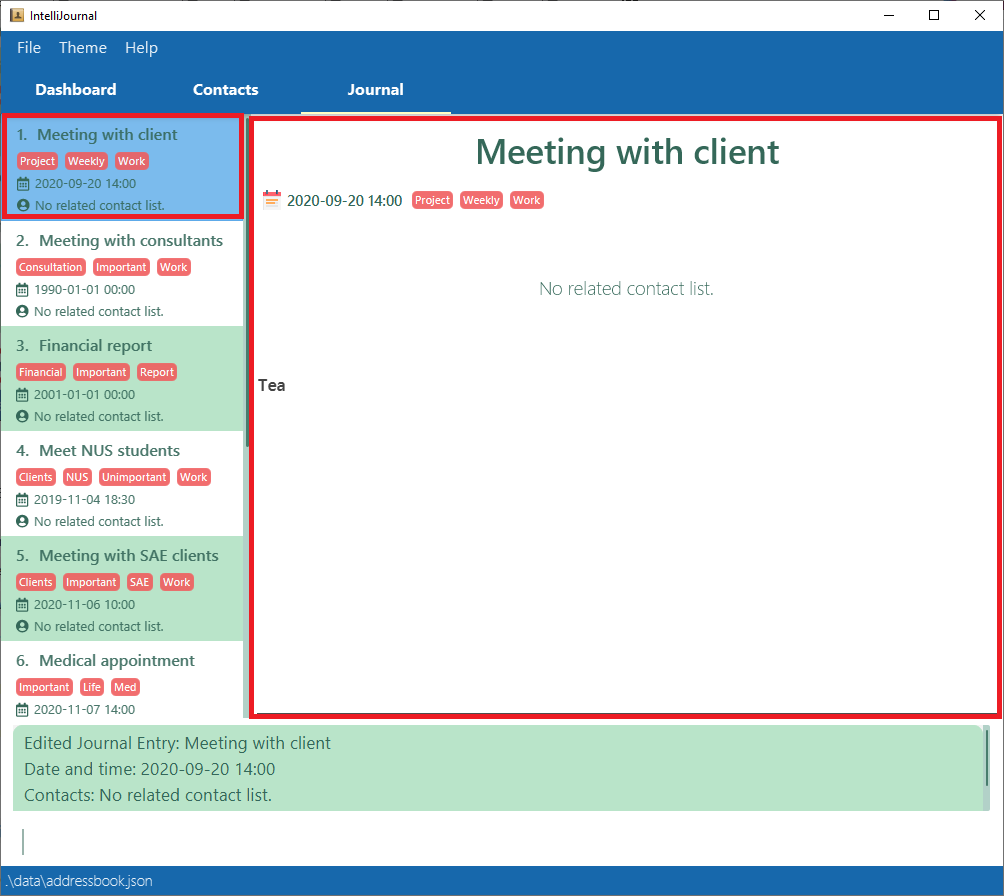 IntelliJournal
File Theme Help
Dashboard Contacts Journal
1. Meeting with client
Project Weekly Work
2020-09-20 14:00
No related contact list.
2. Meeting with consultants
Consultation Important Work
1990-01-01 00:00
No related contact list.
3. Financial report
Financial Important Report
2001-01-01 00:00
No related contact list.
4. Meet NUS students
Clients NUS Unimportant Work
2019-11-04 18:30
No related contact list.
5. Meeting with SAE clients
Clients Important SAE Work
2020-11-06 10:00
No related contact list.
6. Medical appointment
Important Life Med
2020-11-07 14:00
Meeting with client
2020-09-20 14:00 Project Weekly Work
No related contact list.
Tea
Edited Journal Entry: Meeting with client
Date and time: 2020-09-20 14:00
Contacts: No related contact list.
.\data\addressbook.json